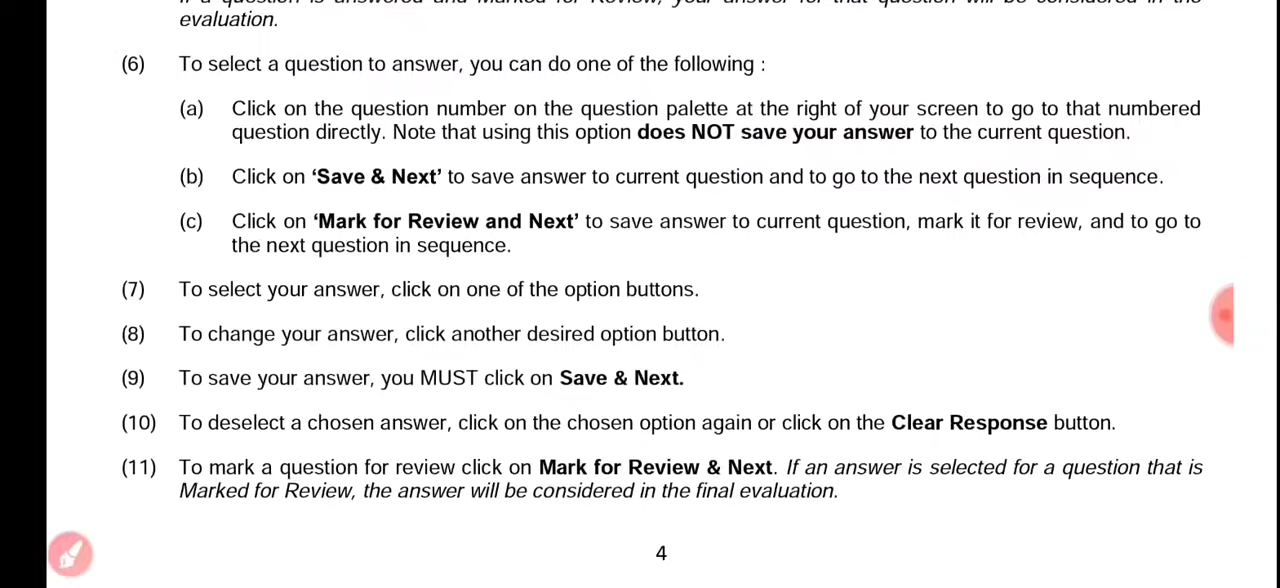 evaluation.
(6) To select a question to answer, you can do one of the following :
(a) Click on the question number on the question palette at the right of your screen to go to that numbered
question directly. Note that using this option does NOT save your answer to the current question.
(b) Click on ‘Save & Next’ to save answer to current question and to go to the next question in sequence.
(c) Click on ‘Mark for Review and Next’ to save answer to current question, mark it for review, and to go to
the next question in sequence.
(7) To select your answer, click on one of the option buttons.
(8) To change your answer, click another desired option button.
(9) To save your answer, you MUST click on Save & Next.
(10) To deselect a chosen answer, click on the chosen option again or click on the Clear Response button.
(11) To mark a question for review click on Mark for Review & Next. If an answer is selected for a question that is
Marked for Review, the answer will be considered in the final evaluation.
4